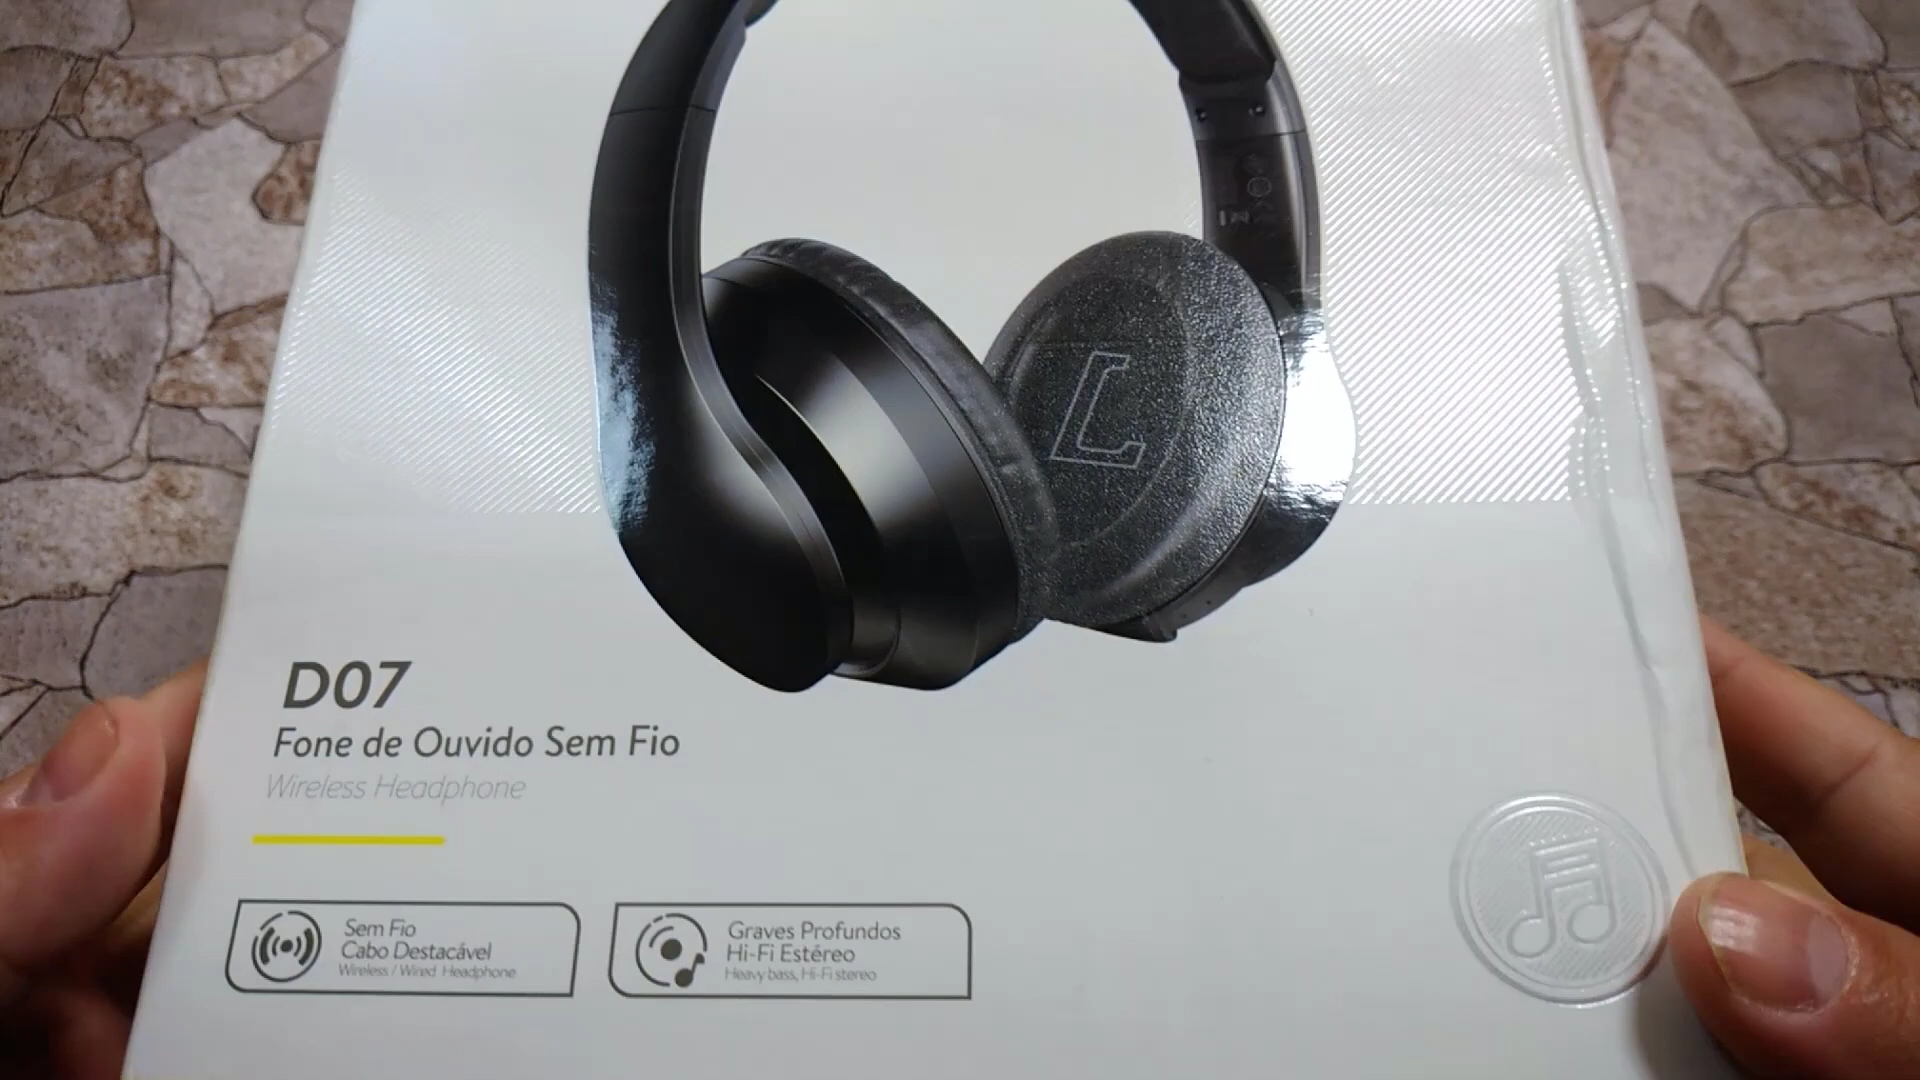 L
D07
Fone de Ouvido Sem Fio
Wireless Headphone
Sem Fio
Cabo Destacável
Wireless / Wired Headphone
Graves Profundos
Hi-Fi Estéreo
Heavy bass, Hi-Fi stereo